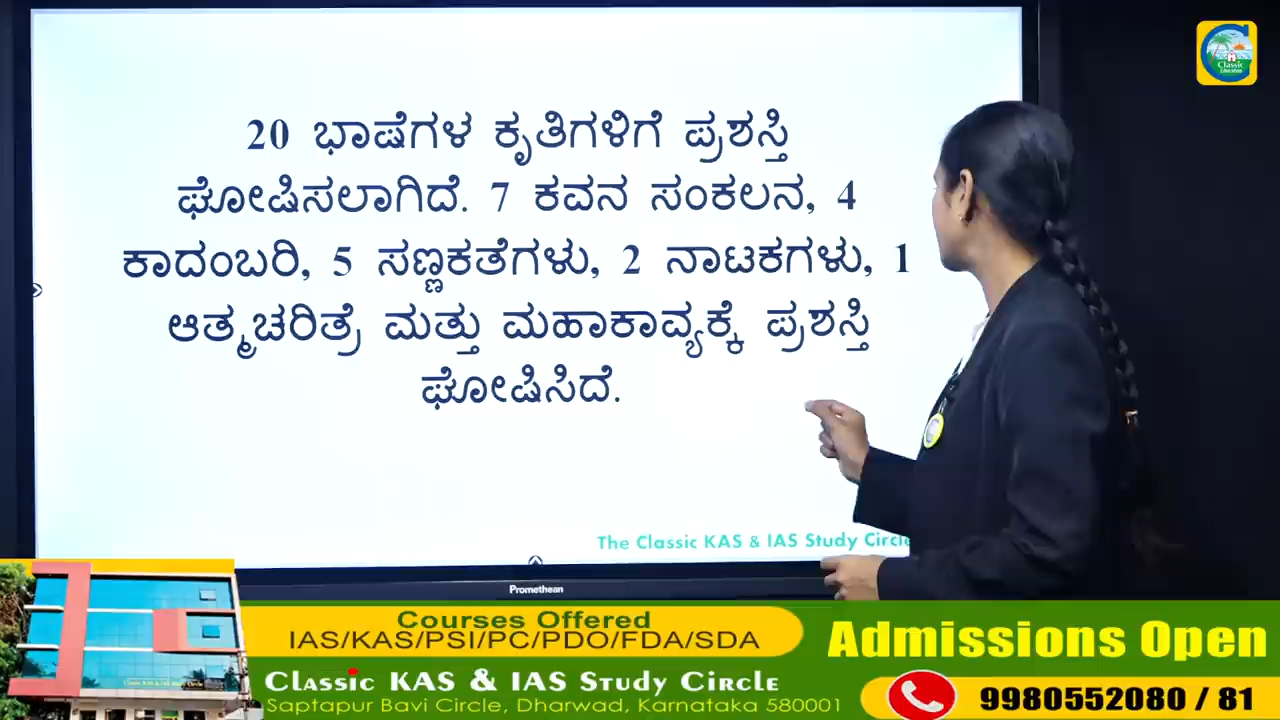 Classic
Education
20 ಭಾಷೆಗಳ ಕೃತಿಗಳಿಗೆ ಪ್ರಶಸ್ತಿ
ಘೋಷಿಸಲಾಗಿದೆ. 7 ಕವನ ಸಂಕಲನ, 4
ಕಾದಂಬರಿ, 5 ಸಣ್ಣಕತೆಗಳು, 2 ನಾಟಕಗಳು, 1
ಆತ್ಮಚರಿತ್ರೆ ಮತ್ತು ಮಹಾಕಾವ್ಯಕ್ಕೆ ಪ್ರಶಸ್ತಿ
ಘೋಷಿಸಿದೆ.
The Classic KAS & IAS Study Circle
Promethean
Courses Offered
IAS/KAS/PSI/PC/PDO/FDA/SDA
Classic KAS & IAS Study Circle
Saptapur Bavi Circle, Dharwad, Karnataka 580001
Admissions Open
9980552080 / 81